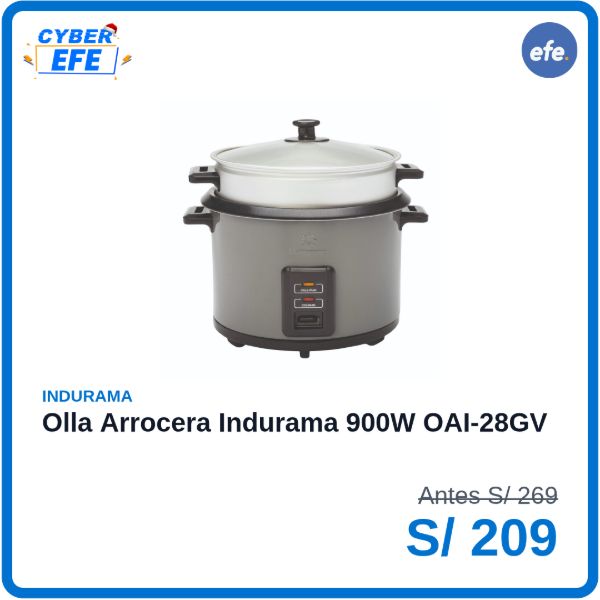 CYBER
EFE
efe.
INDURAMA
Olla Arrocera Indurama 900W OAI-28GV
Antes S/ 269
S/ 209